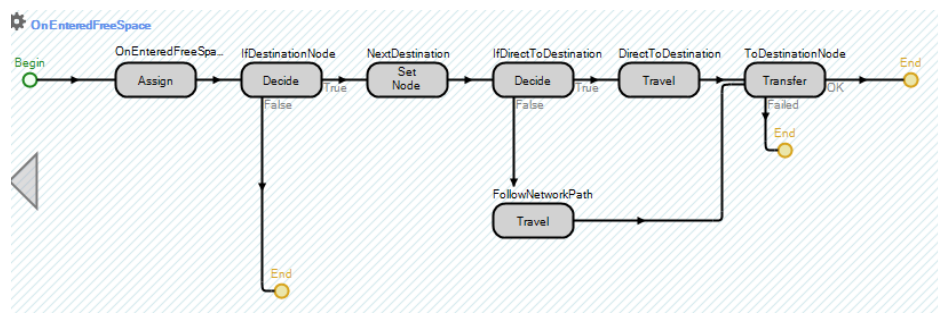 OnEnteredFreeSpace
Begin
OnEnteredFreeSpa...
Assign
IfDestinationNode
Decide
True
False
End
NextDestination
Set
Node
IfDirectToDestination
Decide
True
False
FollowNetworkPath
Travel
DirectToDestination
Travel
ToDestinationNode
Transfer
OK
Failed
End
End